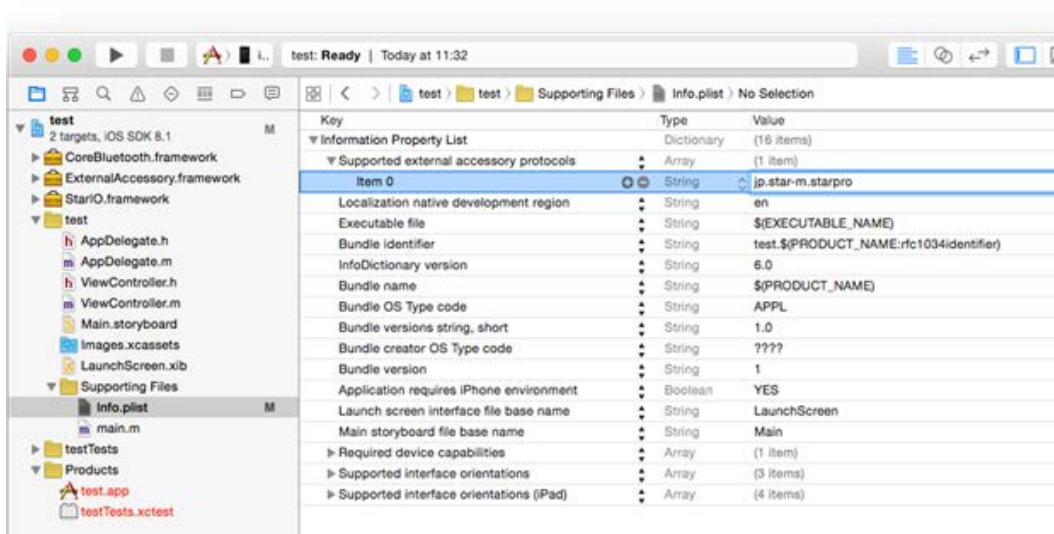 i.. test: Ready | Today at 11:32
test › test › Supporting Files › Info.plist › No Selection
test M
2 targets, iOS SDK 8.1
CoreBluetooth.framework
ExternalAccessory.framework
StarIO.framework
test
h AppDelegate.h
m AppDelegate.m
h ViewController.h
m ViewController.m
Main.storyboard
Images.xcassets
LaunchScreen.xib
Supporting Files
Info.plist M
m main.m
testTests
Products
test.app
testTests.xctest
Key Type Value
Information Property List Dictionary (16 items)
Supported external accessory protocols Array (1 item)
Item 0 String jp.star-m.starpro
Localization native development region String en
Executable file String $(EXECUTABLE_NAME)
Bundle identifier String test.$(PRODUCT_NAME:rfc1034identifier)
InfoDictionary version String 6.0
Bundle name String $(PRODUCT_NAME)
Bundle OS Type code String APPL
Bundle versions string, short String 1.0
Bundle creator OS Type code String ????
Bundle version String 1
Application requires iPhone environment Boolean YES
Launch screen interface file base name String LaunchScreen
Main storyboard file base name String Main
Required device capabilities Array (1 item)
Supported interface orientations Array (3 items)
Supported interface orientations (iPad) Array (4 items)